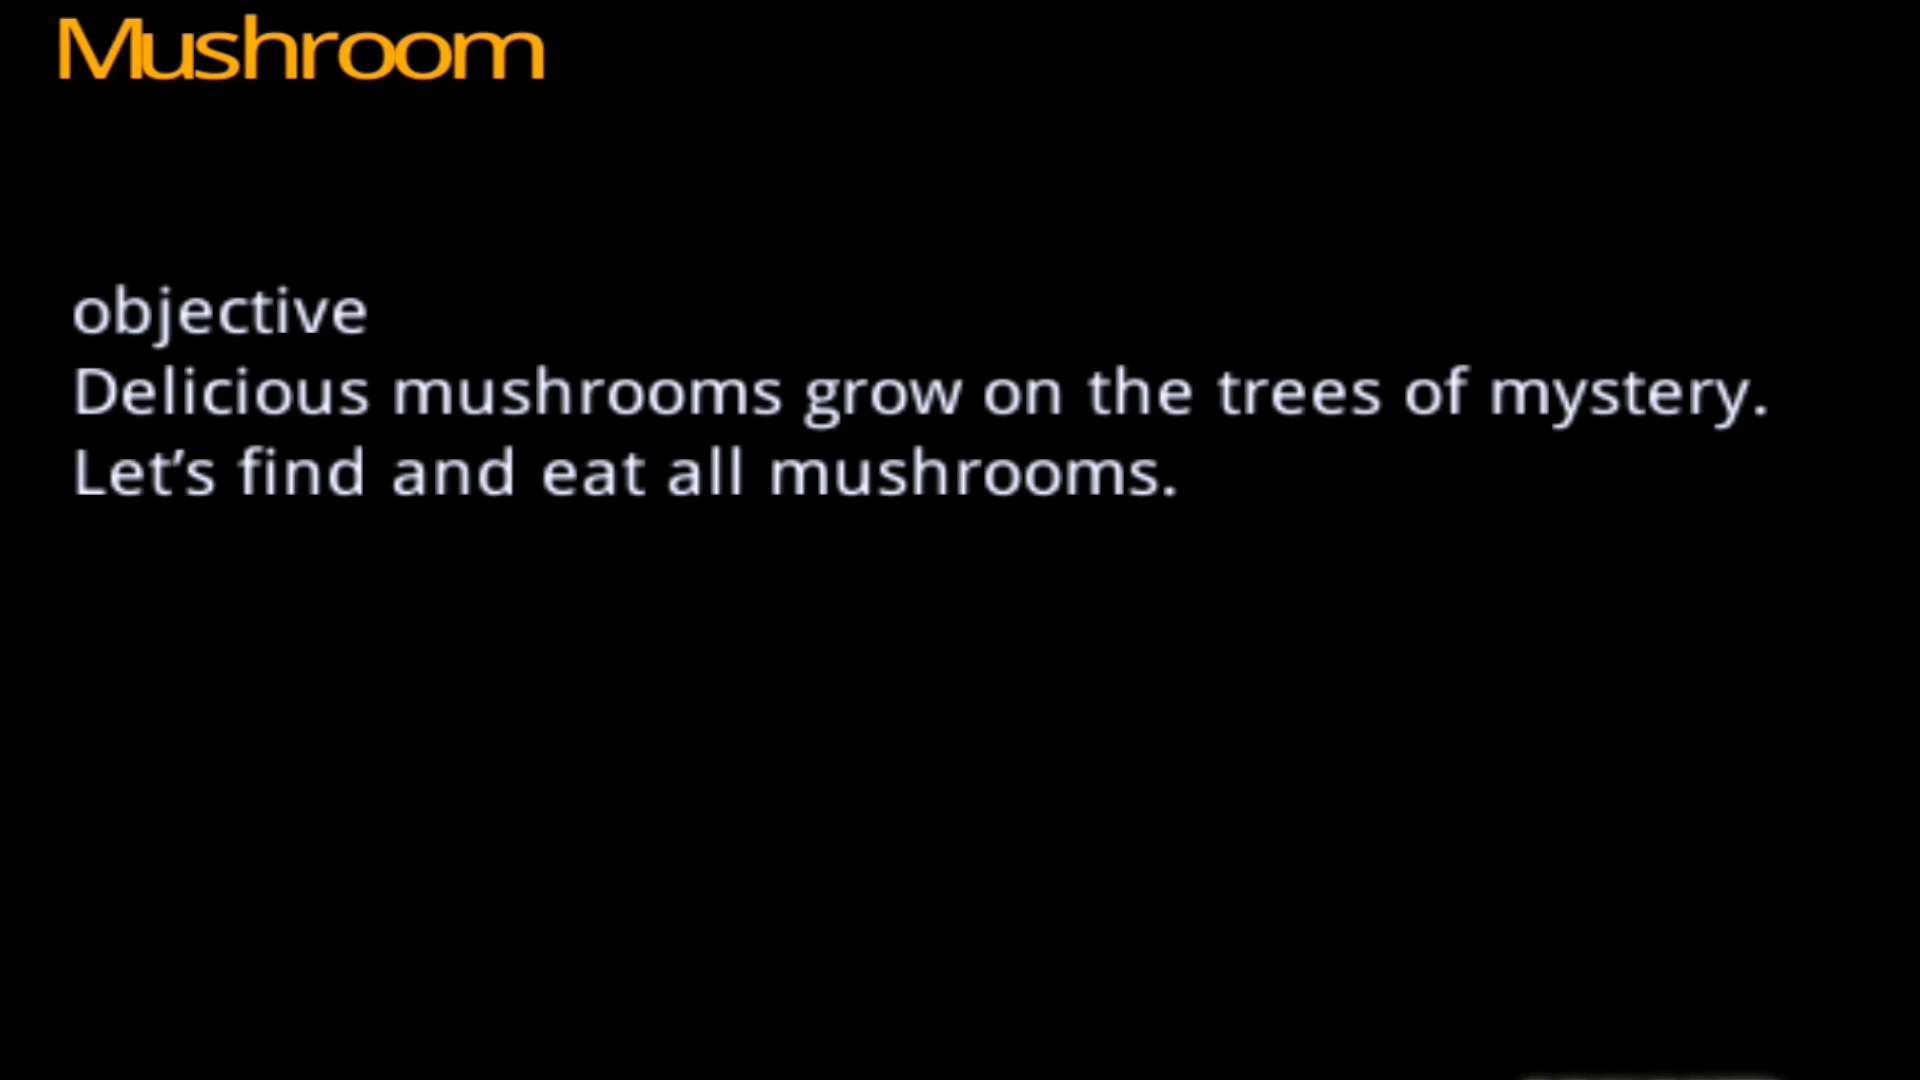 Mushroom
objective
Delicious mushrooms grow on the trees of mystery.
Let’s find and eat all mushrooms.